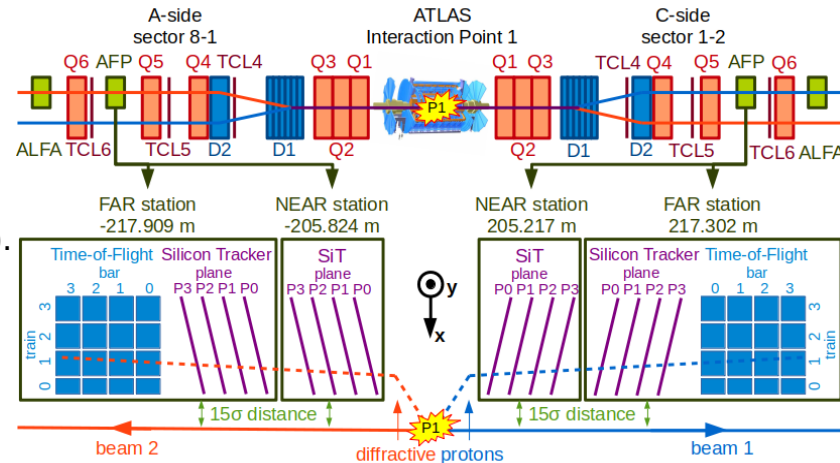 A-side
sector 8-1
ATLAS
Interaction Point 1
C-side
sector 1-2
Q6 AFP Q5 Q4 TCL4 Q3 Q1 Q1 Q3 TCL4 Q4 Q5 AFP Q6
P1
ALFA TCL6 TCL5 D2 D1 Q2 Q2 D1 D2 TCL5 TCL6 ALFA
FAR station
-217.909 m
NEAR station
-205.824 m
NEAR station
205.217 m
FAR station
217.302 m
Time-of-Flight
bar
3 2 1 0
train
3
2
1
0
Silicon Tracker
plane
P3 P2 P1 P0
SiT
plane
P3 P2 P1 P0
y
x
SiT
plane
P0 P1 P2 P3
Silicon Tracker
plane
P0 P1 P2 P3
Time-of-Flight
bar
0 1 2 3
3
2
1
0
train
15σ distance
15σ distance
P1
beam 2
diffractive protons
beam 1